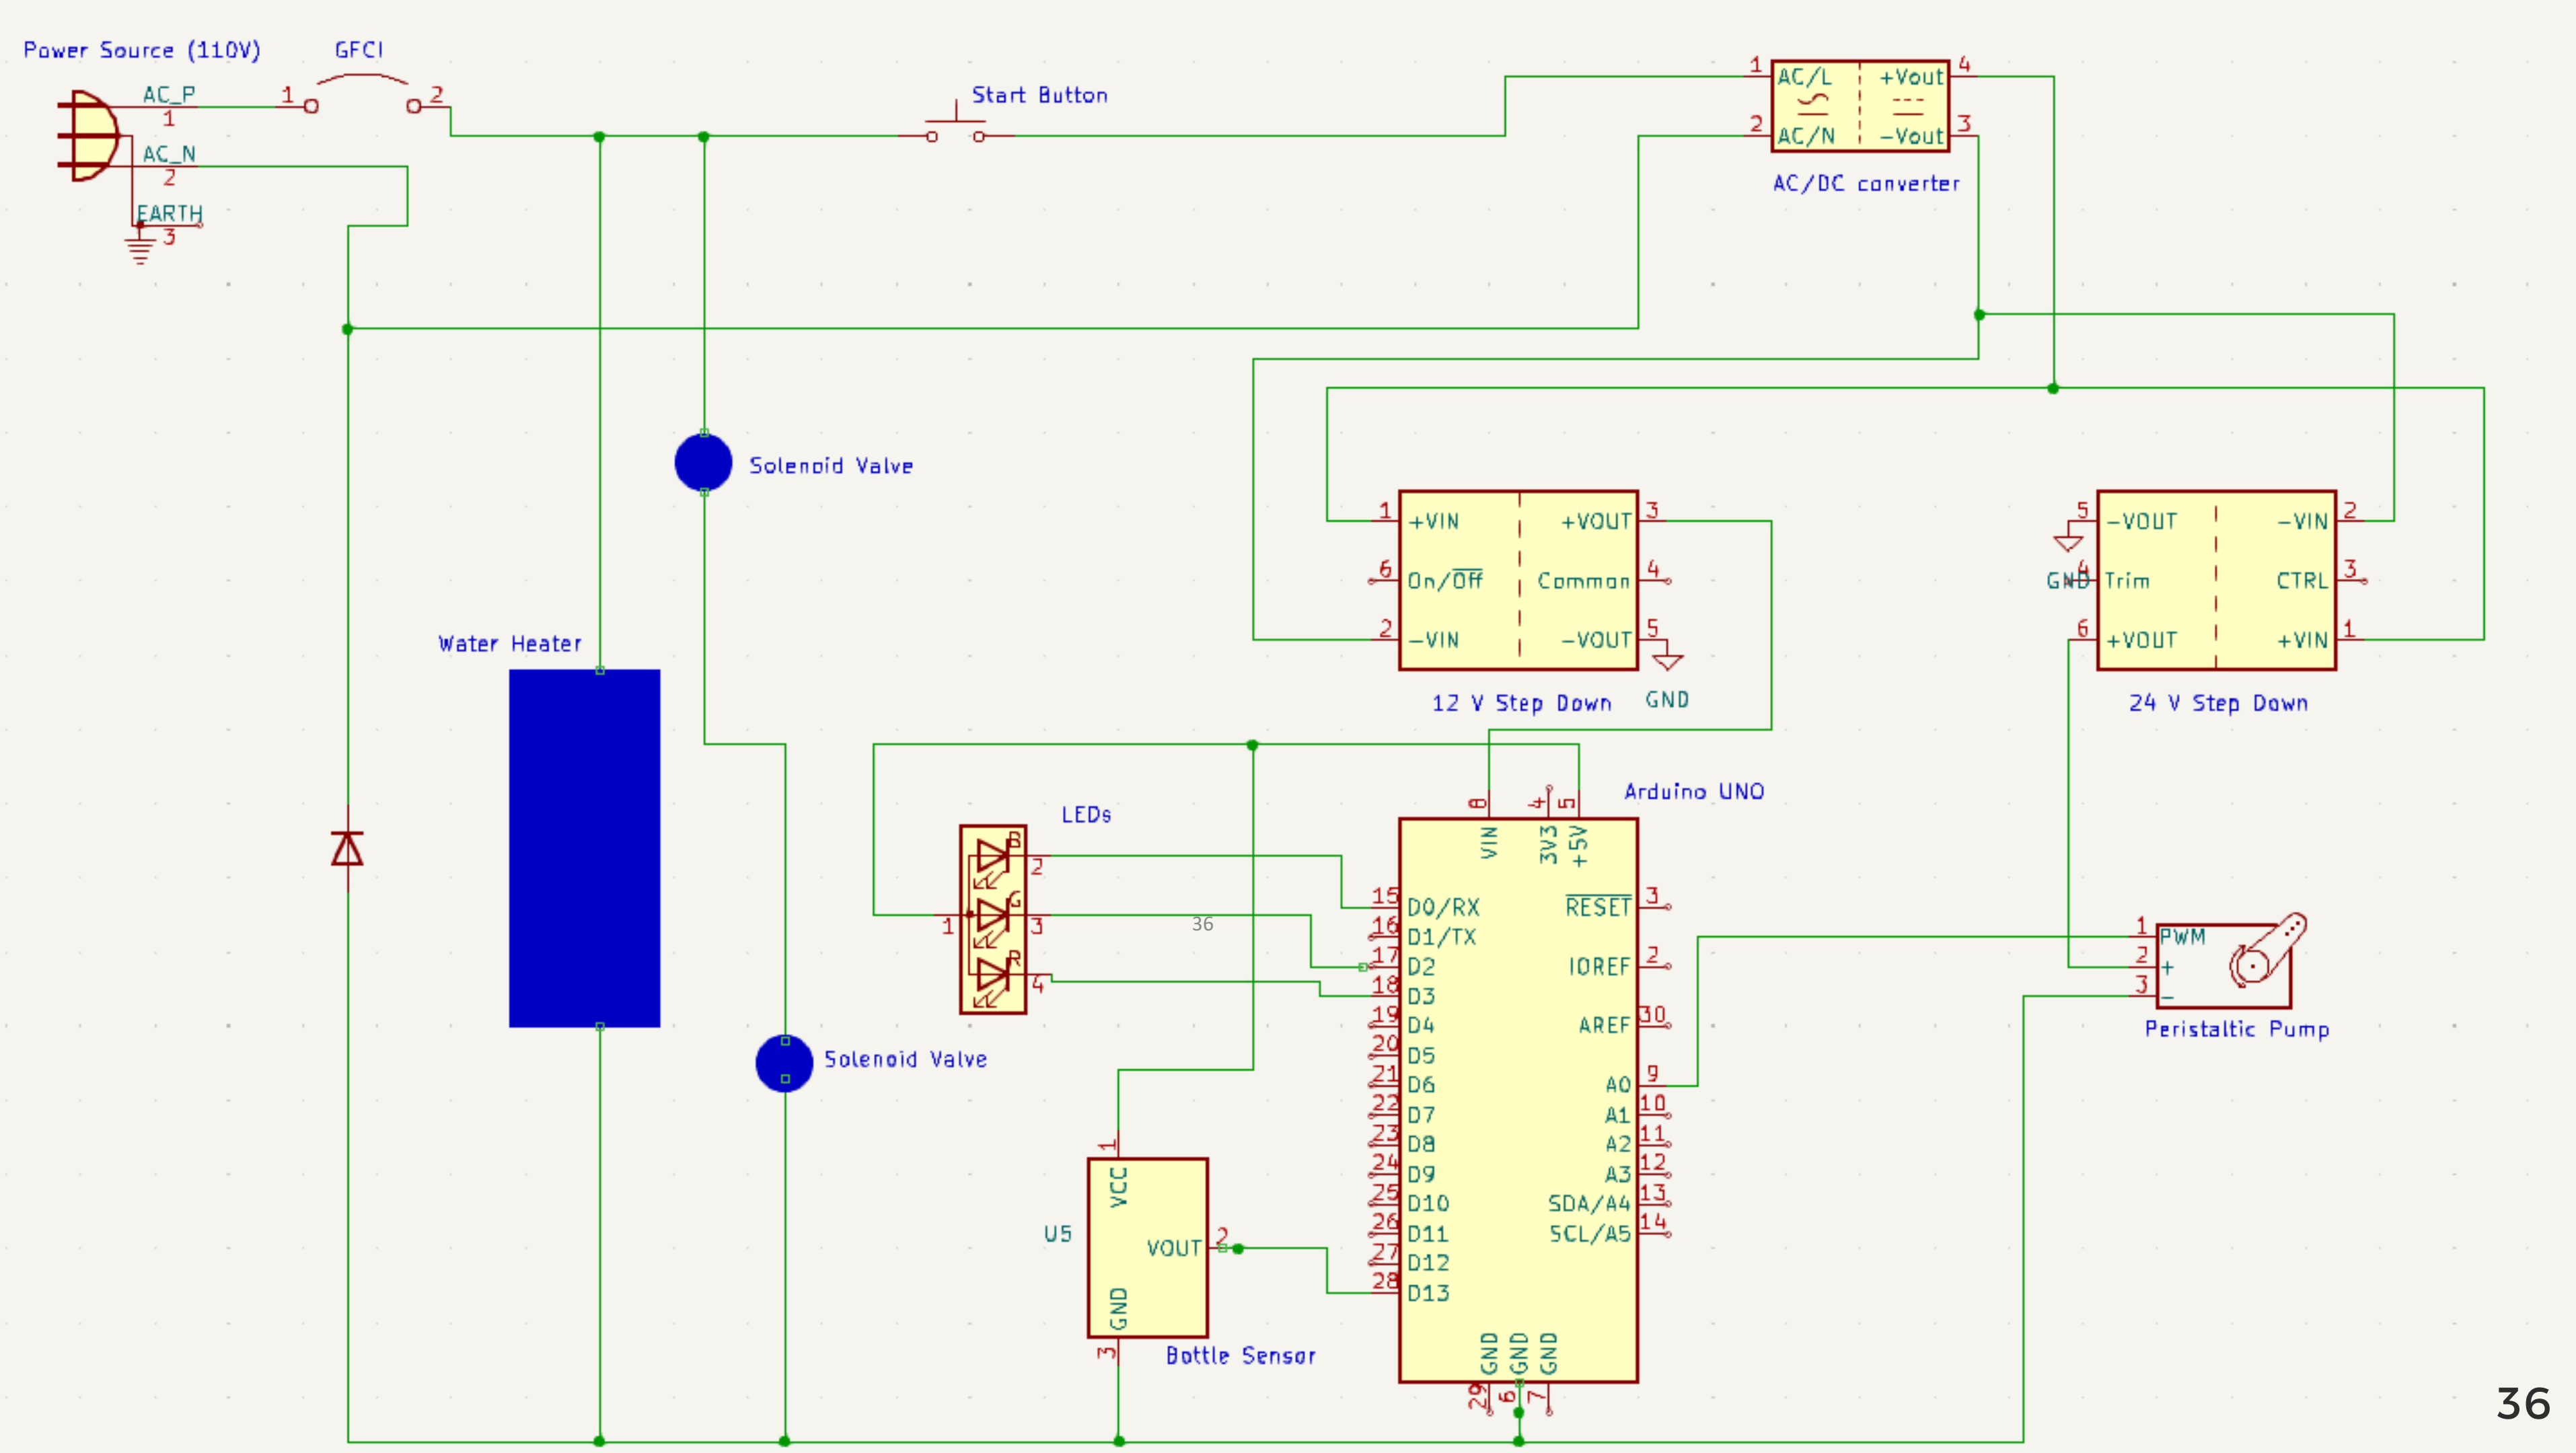 Power Source (110V)
GFCI
AC_P
1
AC_N
2
EARTH
3
1
2
Start Button
1
AC/L
+Vout
4
2
AC/N
-Vout
3
AC/DC converter
Solenoid Valve
Water Heater
1
+VIN
+VOUT
3
6
On/Off
Common
4
2
-VIN
-VOUT
5
12 V Step Down
GND
5
-VOUT
-VIN
2
GND
4
Trim
CTRL
3
6
+VOUT
+VIN
1
24 V Step Down
LEDs
B
2
G
1
3
R
4
36
Solenoid Valve
Arduino UNO
8
4
5
VIN
3V3
+5V
15
D0/RX
RESET
3
16
D1/TX
17
D2
IOREF
2
18
D3
19
D4
AREF
30
20
D5
21
D6
A0
9
22
D7
A1
10
23
D8
A2
11
24
D9
A3
12
25
D10
SDA/A4
13
26
D11
SCL/A5
14
27
D12
28
D13
GND
GND
GND
29
6
7
1
PWM
2
+
3
-
Peristaltic Pump
1
VCC
U5
VOUT
2
GND
3
Bottle Sensor
36